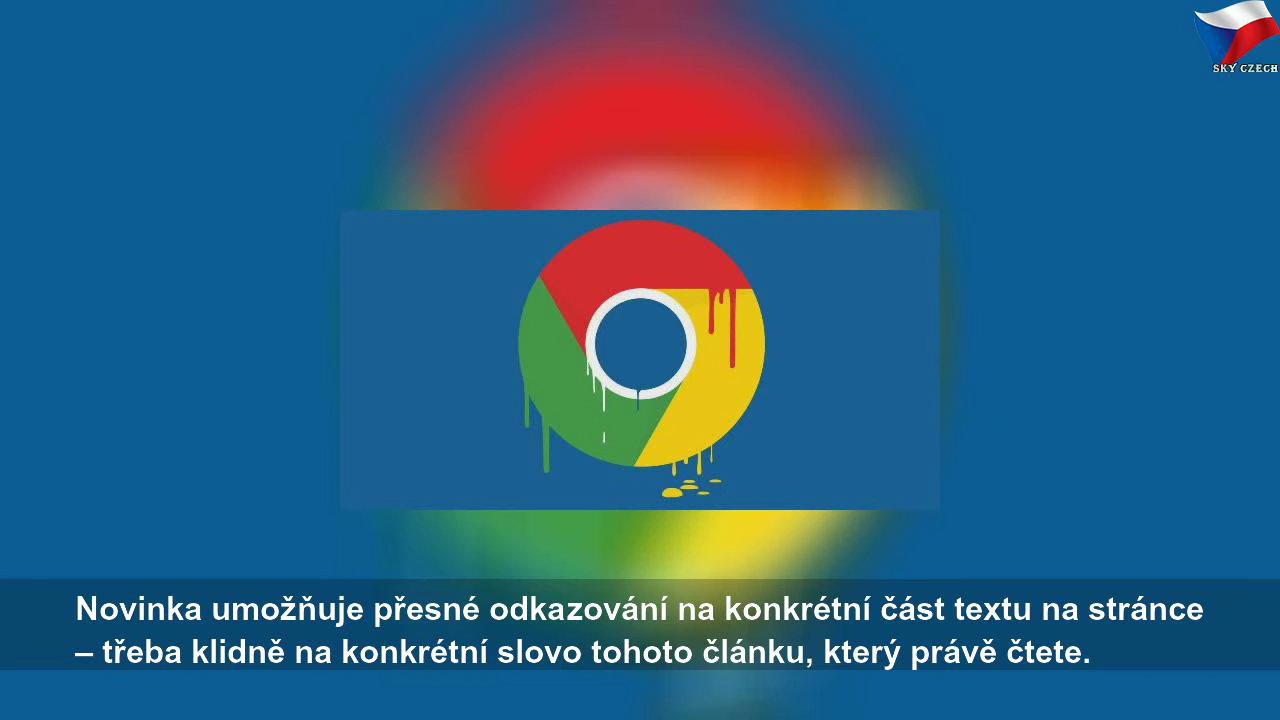 SKY CZECH
Novinka umožňuje přesné odkazování na konkrétní část textu na stránce
– třeba klidně na konkrétní slovo tohoto článku, který právě čtete.